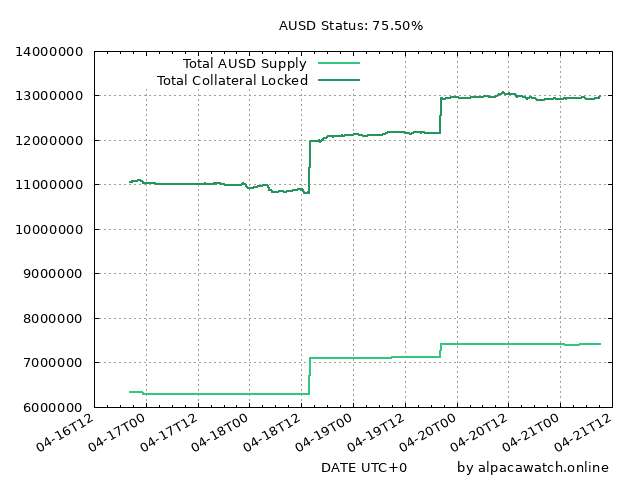 AUSD Status: 75.50%
14000000
Total AUSD Supply
Total Collateral Locked
13000000
12000000
11000000
10000000
9000000
8000000
7000000
6000000
04-16T12 04-17T00 04-17T12 04-18T00 04-18T12 04-19T00 04-19T12 04-20T00 04-20T12 04-21T00 04-21T12
DATE UTC+0 by alpacawatch.online